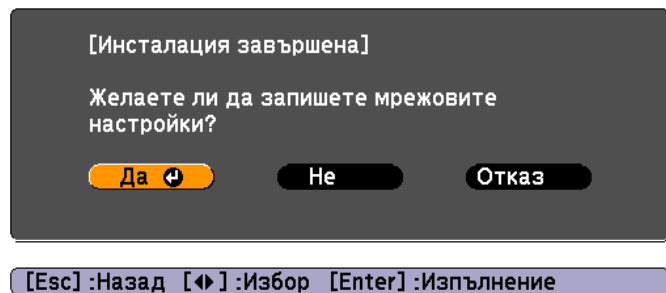 [Инсталация завършена]
Желаете ли да запишете мрежовите
настройки?
Да Не Отказ
[Esc] :Назад [◆] :Избор [Enter] :Изпълнение